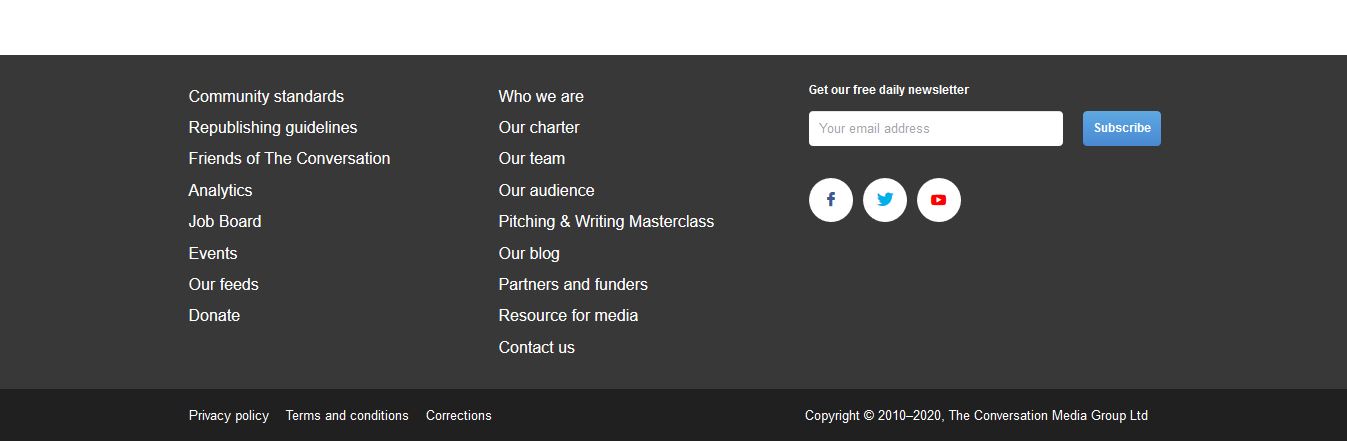 Community standards
Republishing guidelines
Friends of The Conversation
Analytics
Job Board
Events
Our feeds
Donate
Who we are
Our charter
Our team
Our audience
Pitching & Writing Masterclass
Our blog
Partners and funders
Resource for media
Contact us
Get our free daily newsletter
Your email address
Subscribe
Privacy policy
Terms and conditions
Corrections
Copyright © 2010–2020, The Conversation Media Group Ltd